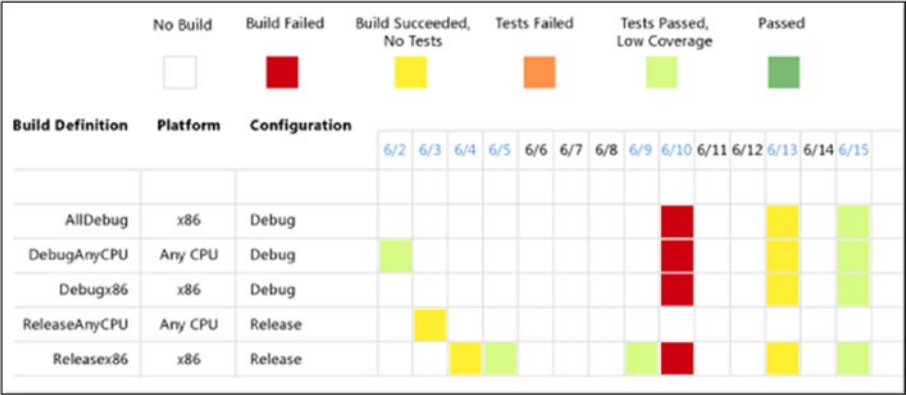 No Build Build Failed Build Succeeded, No Tests Tests Failed Tests Passed, Low Coverage Passed
Build Definition Platform Configuration
6/2 6/3 6/4 6/5 6/6 6/7 6/8 6/9 6/10 6/11 6/12 6/13 6/14 6/15
AllDebug x86 Debug
DebugAnyCPU Any CPU Debug
Debugx86 x86 Debug
ReleaseAnyCPU Any CPU Release
Releasex86 x86 Release